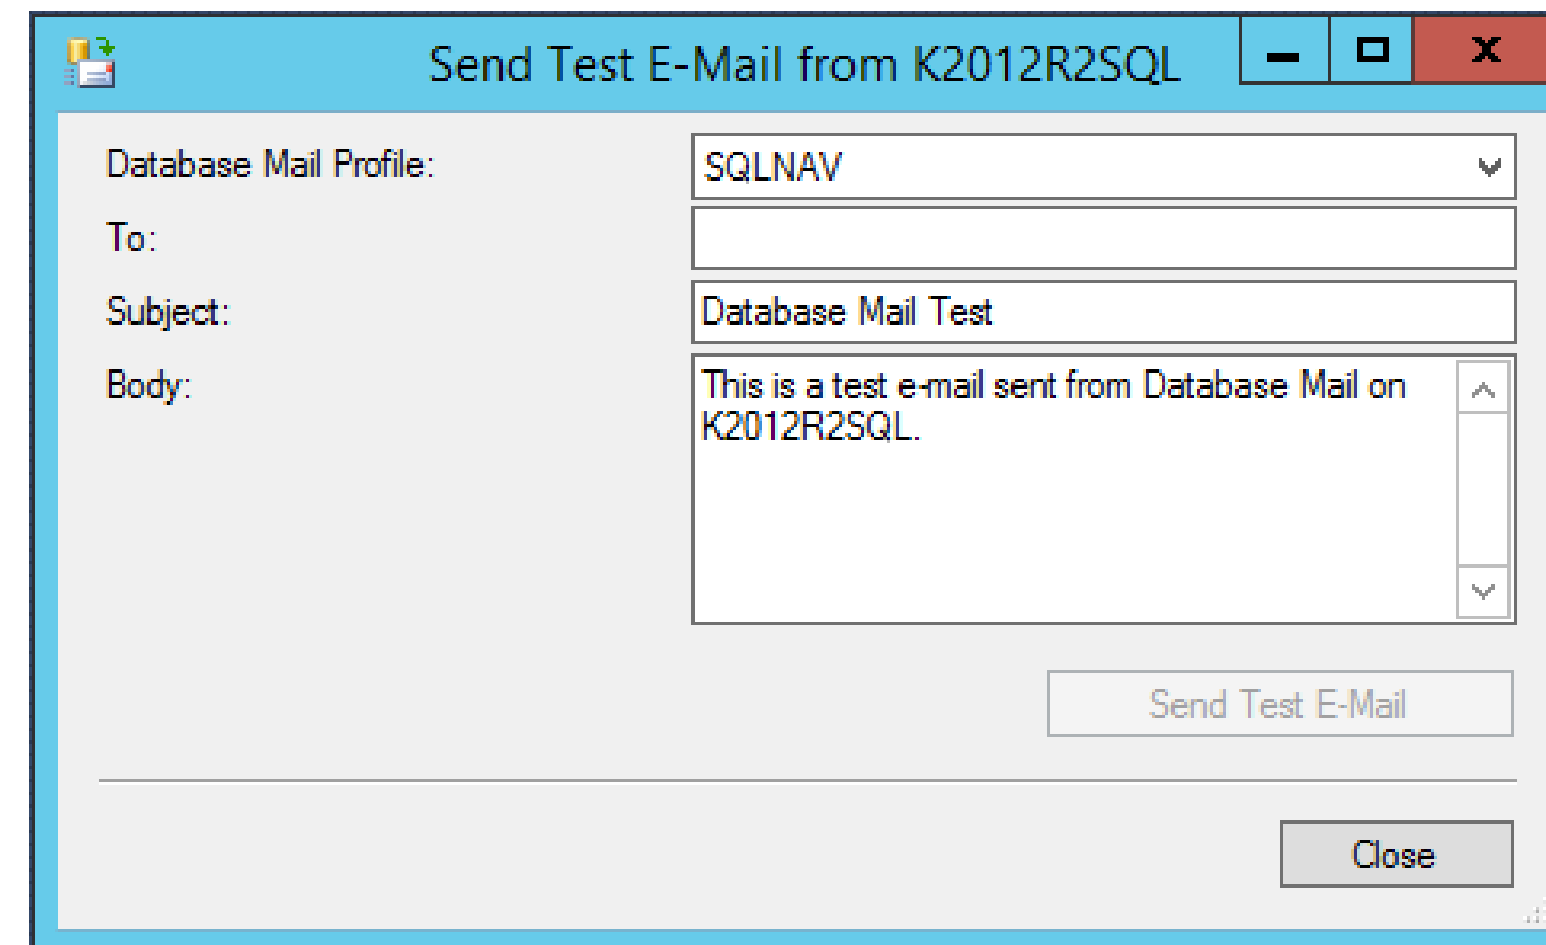 Send Test E-Mail from K2012R2SQL
Database Mail Profile: SQLNAV
To:
Subject: Database Mail Test
Body: This is a test e-mail sent from Database Mail on
K2012R2SQL.
Send Test E-Mail
Close